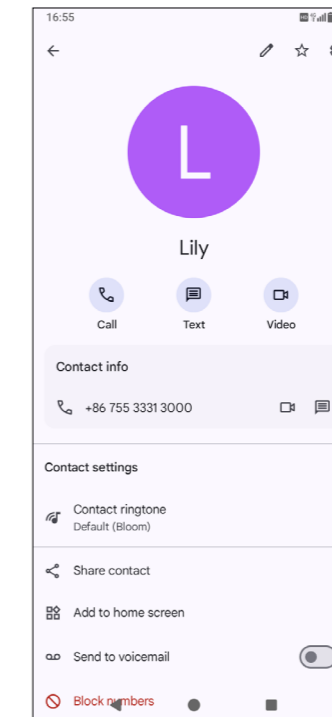 16:55
L
Lily
Call Text Video
Contact info
+86 755 3331 3000
Contact settings
Contact ringtone
Default (Bloom)
Share contact
Add to home screen
Send to voicemail
Block numbers